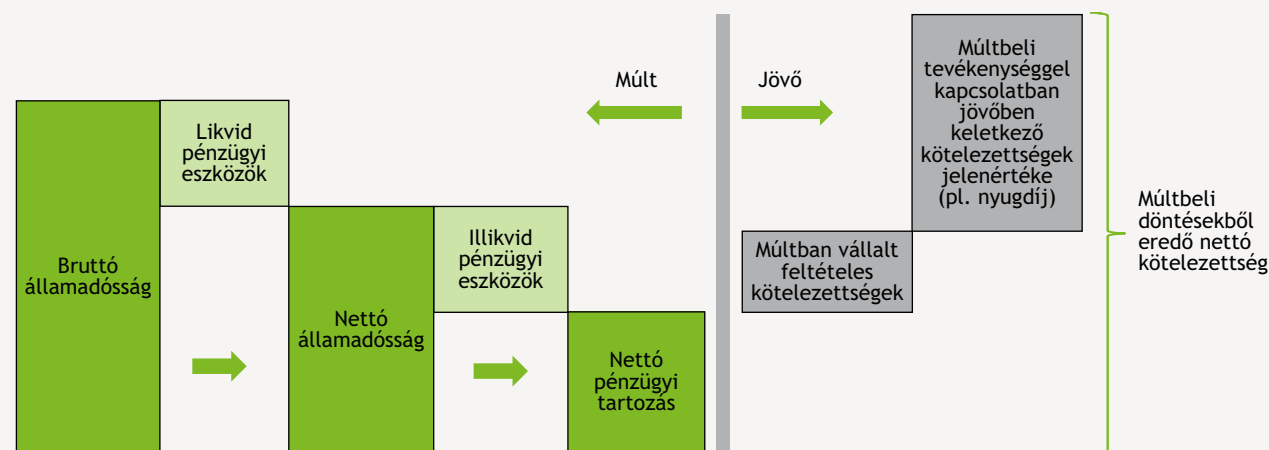 Bruttó
államadósság
Likvid
pénzügyi
eszközök
Nettó
államadósság
Illikvid
pénzügyi
eszközök
Nettó
pénzügyi
tartozás
Múlt
Jövő
Múltban vállalt
feltételes
kötelezettségek
Múltbeli
tevékenységgel
kapcsolatban
jövőben
keletkező
kötelezettségek
jelenértéke
(pl. nyugdíj)
Múltbeli
döntésekből
eredő nettó
kötelezettség